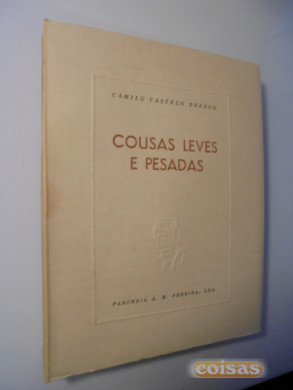 CAMILO CASTELO BRANCO
COUSAS LEVES
E PESADAS
PARCERIA A. M. PEREIRA, LDA.
coisas